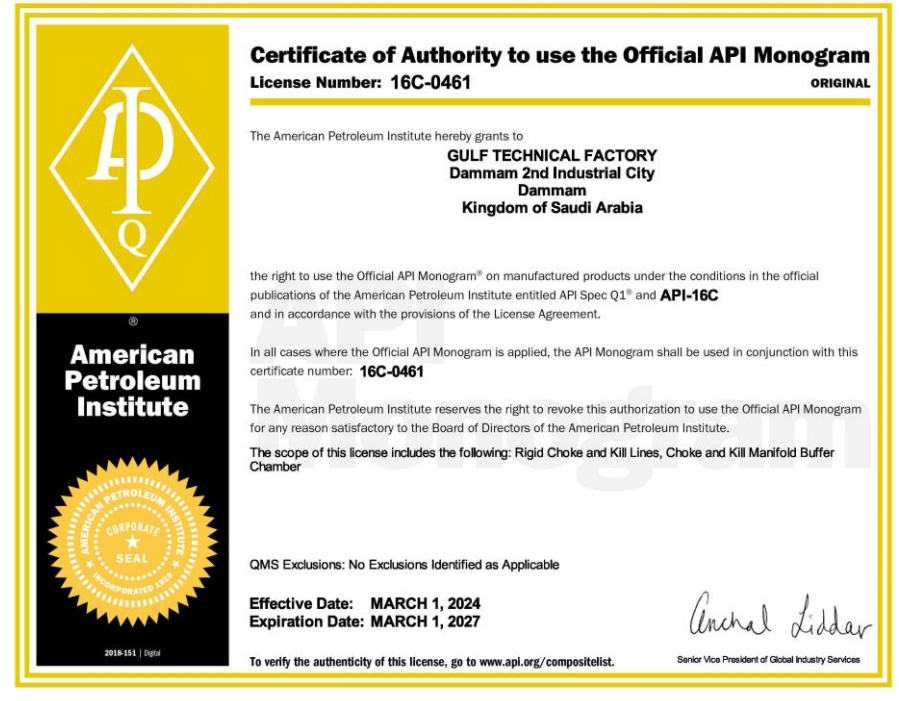 Certificate of Authority to use the Official API Monogram
License Number: 16C-0461
ORIGINAL
The American Petroleum Institute hereby grants to
GULF TECHNICAL FACTORY
Dammam 2nd Industrial City
Dammam
Kingdom of Saudi Arabia
the right to use the Official API Monogram® on manufactured products under the conditions in the official
publications of the American Petroleum Institute entitled API Spec Q1® and API-16C
and in accordance with the provisions of the License Agreement.
In all cases where the Official API Monogram is applied, the API Monogram shall be used in conjunction with this
certificate number: 16C-0461
The American Petroleum Institute reserves the right to revoke this authorization to use the Official API Monogram
for any reason satisfactory to the Board of Directors of the American Petroleum Institute.
The scope of this license includes the following: Rigid Choke and Kill Lines, Choke and Kill Manifold Buffer
Chamber
QMS Exclusions: No Exclusions Identified as Applicable
Effective Date: MARCH 1, 2024
Expiration Date: MARCH 1, 2027
To verify the authenticity of this license, go to www.api.org/compositelist.
Anchal Liddar
Senior Vice President of Global Industry Services
API
Monogram
API
Q
®
American
Petroleum
Institute
AMERICAN PETROLEUM INSTITUTE
CORPORATE
SEAL
INCORPORATED 1919
2018-151 | Digital